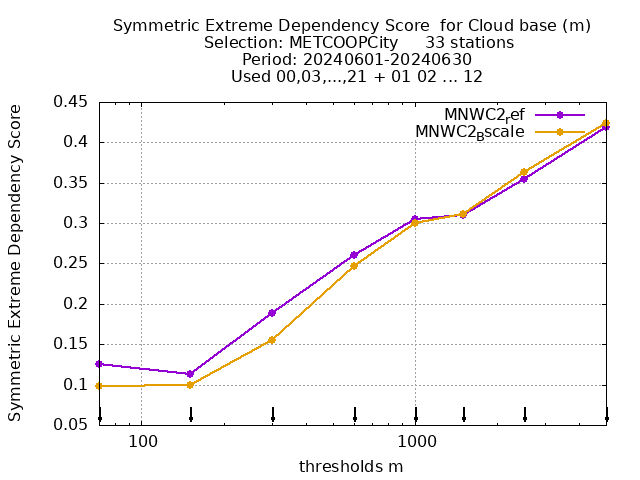 Symmetric Extreme Dependency Score  for Cloud base (m)
Selection: METCOOPCity     33 stations
Period: 20240601-20240630
Used 00,03,...,21 + 01 02 ... 12
Symmetric Extreme Dependency Score
0.45
0.4
0.35
0.3
0.25
0.2
0.15
0.1
0.05
MNWC2ref
MNWC2Bscale
100
1000
thresholds m